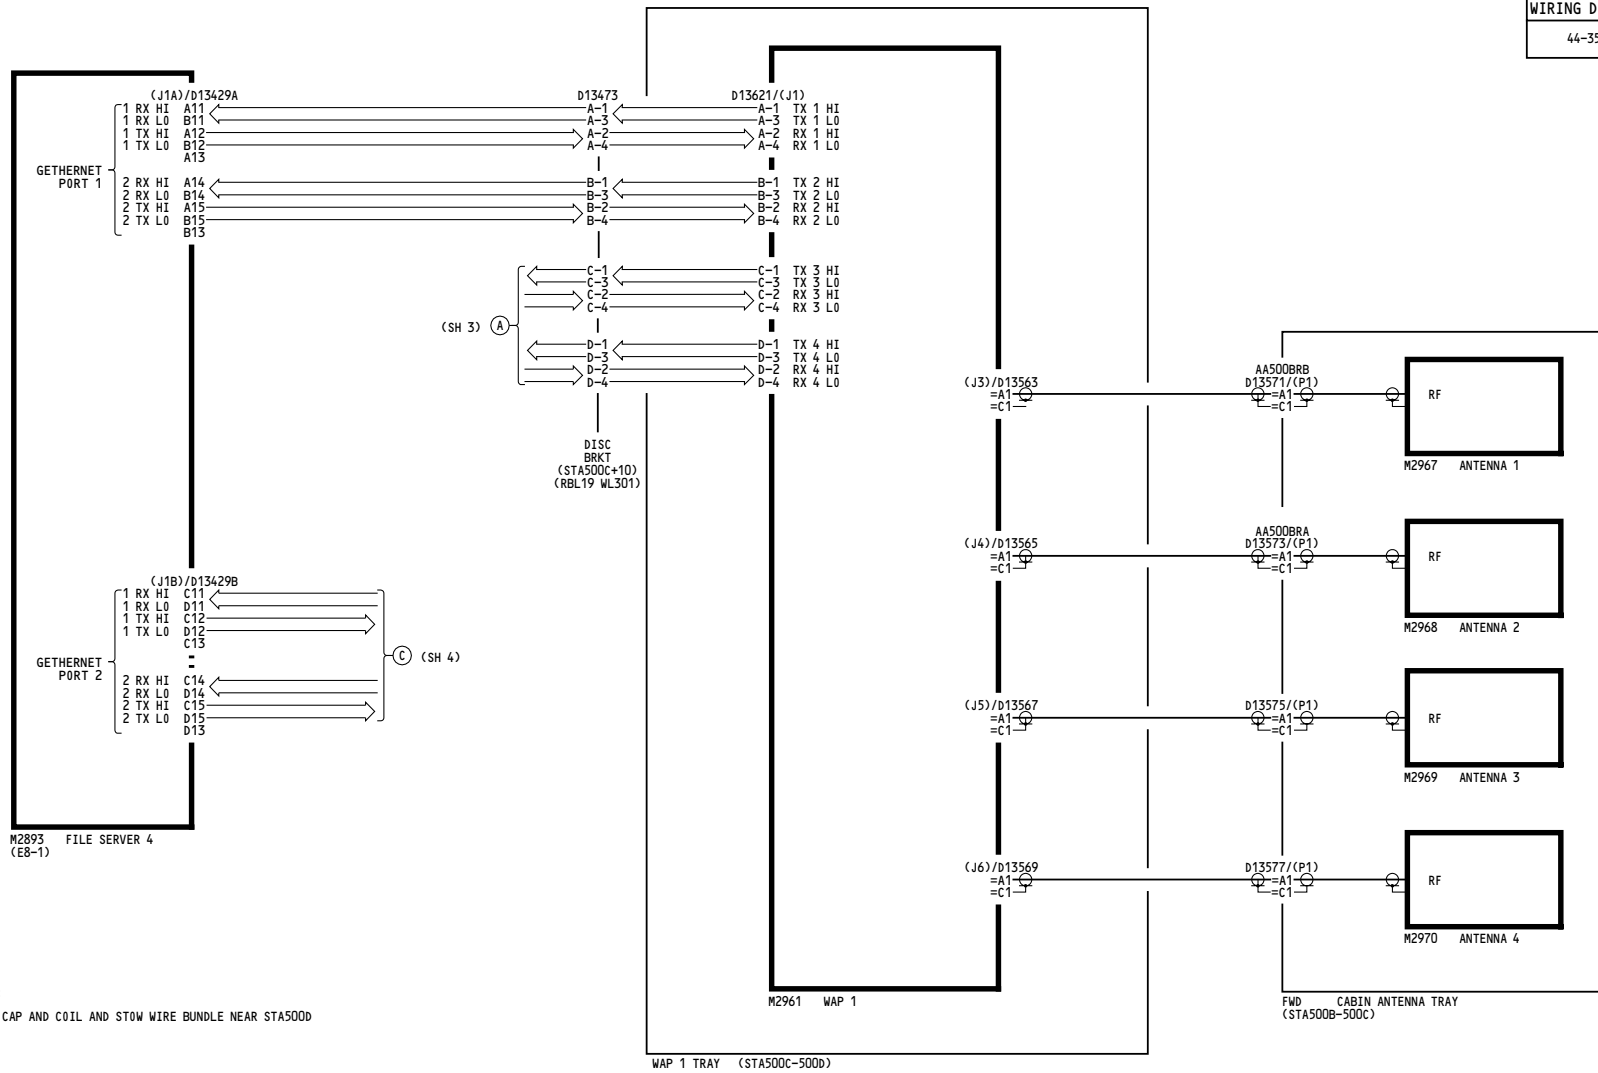 WIRING D
44-35
(J1A)/D13429A
D13473
D13621/(J1)
1 RX HI A11
1 RX LO B11
1 TX HI A12
1 TX LO B12
A13
GETHERNET
PORT 1
2 RX HI A14
2 RX LO B14
2 TX HI A15
2 TX LO B15
B13
A-1
A-3
A-2
A-4
B-1
B-3
B-2
B-4
C-1
C-3
C-2
C-4
D-1
D-3
D-2
D-4
(SH 3) A
DISC
BRKT
(STA500C+10)
(RBL19 WL301)
A-1 TX 1 HI
A-3 TX 1 LO
A-2 RX 1 HI
A-4 RX 1 LO
B-1 TX 2 HI
B-3 TX 2 LO
B-2 RX 2 HI
B-4 RX 2 LO
C-1 TX 3 HI
C-3 TX 3 LO
C-2 RX 3 HI
C-4 RX 3 LO
D-1 TX 4 HI
D-3 TX 4 LO
D-2 RX 4 HI
D-4 RX 4 LO
(J3)/D13563
=A1
=C1
AA500BRB
D13571/(P1)
=A1
=C1
RF
M2967 ANTENNA 1
(J4)/D13565
=A1
=C1
AA500BRA
D13573/(P1)
=A1
=C1
RF
M2968 ANTENNA 2
(J1B)/D13429B
1 RX HI C11
1 RX LO D11
1 TX HI C12
1 TX LO D12
C13
GETHERNET
PORT 2
2 RX HI C14
2 RX LO D14
2 TX HI C15
2 TX LO D15
D13
C (SH 4)
(J5)/D13567
=A1
=C1
D13575/(P1)
=A1
=C1
RF
M2969 ANTENNA 3
M2893 FILE SERVER 4
(E8-1)
(J6)/D13569
=A1
=C1
D13577/(P1)
=A1
=C1
RF
M2970 ANTENNA 4
M2961 WAP 1
FWD CABIN ANTENNA TRAY
(STA500B-500C)
CAP AND COIL AND STOW WIRE BUNDLE NEAR STA500D
WAP 1 TRAY (STA500C-500D)